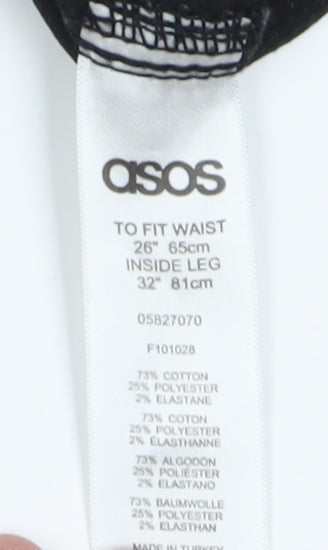 asos
TO FIT WAIST
26" 65cm
INSIDE LEG
32" 81cm
05827070
F101028
73% COTTON
25% POLYESTER
2% ELASTANE
73% COTON
25% POLYESTER
2% ELASTHANNE
73% ALGODÓN
25% POLIÉSTER
2% ELASTANO
73% BAUMWOLLE
25% POLYESTER
2% ELASTHAN
MADE IN TURKEY